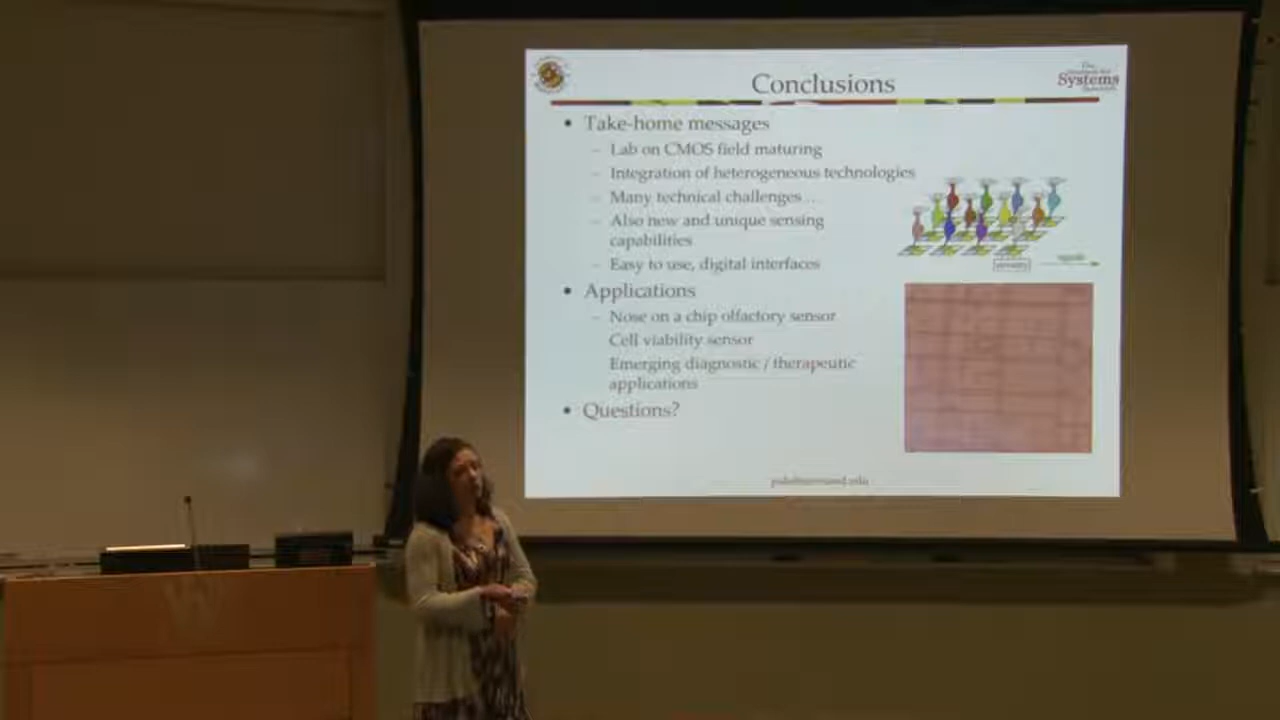 Conclusions
The
Systems
• Take-home messages
– Lab on CMOS field maturing
– Integration of heterogeneous technologies
– Many technical challenges…
– Also new and unique sensing
capabilities
– Easy to use, digital interfaces
• Applications
– Nose on a chip olfactory sensor
Cell viability sensor
Emerging diagnostic / therapeutic
applications
• Questions?
W